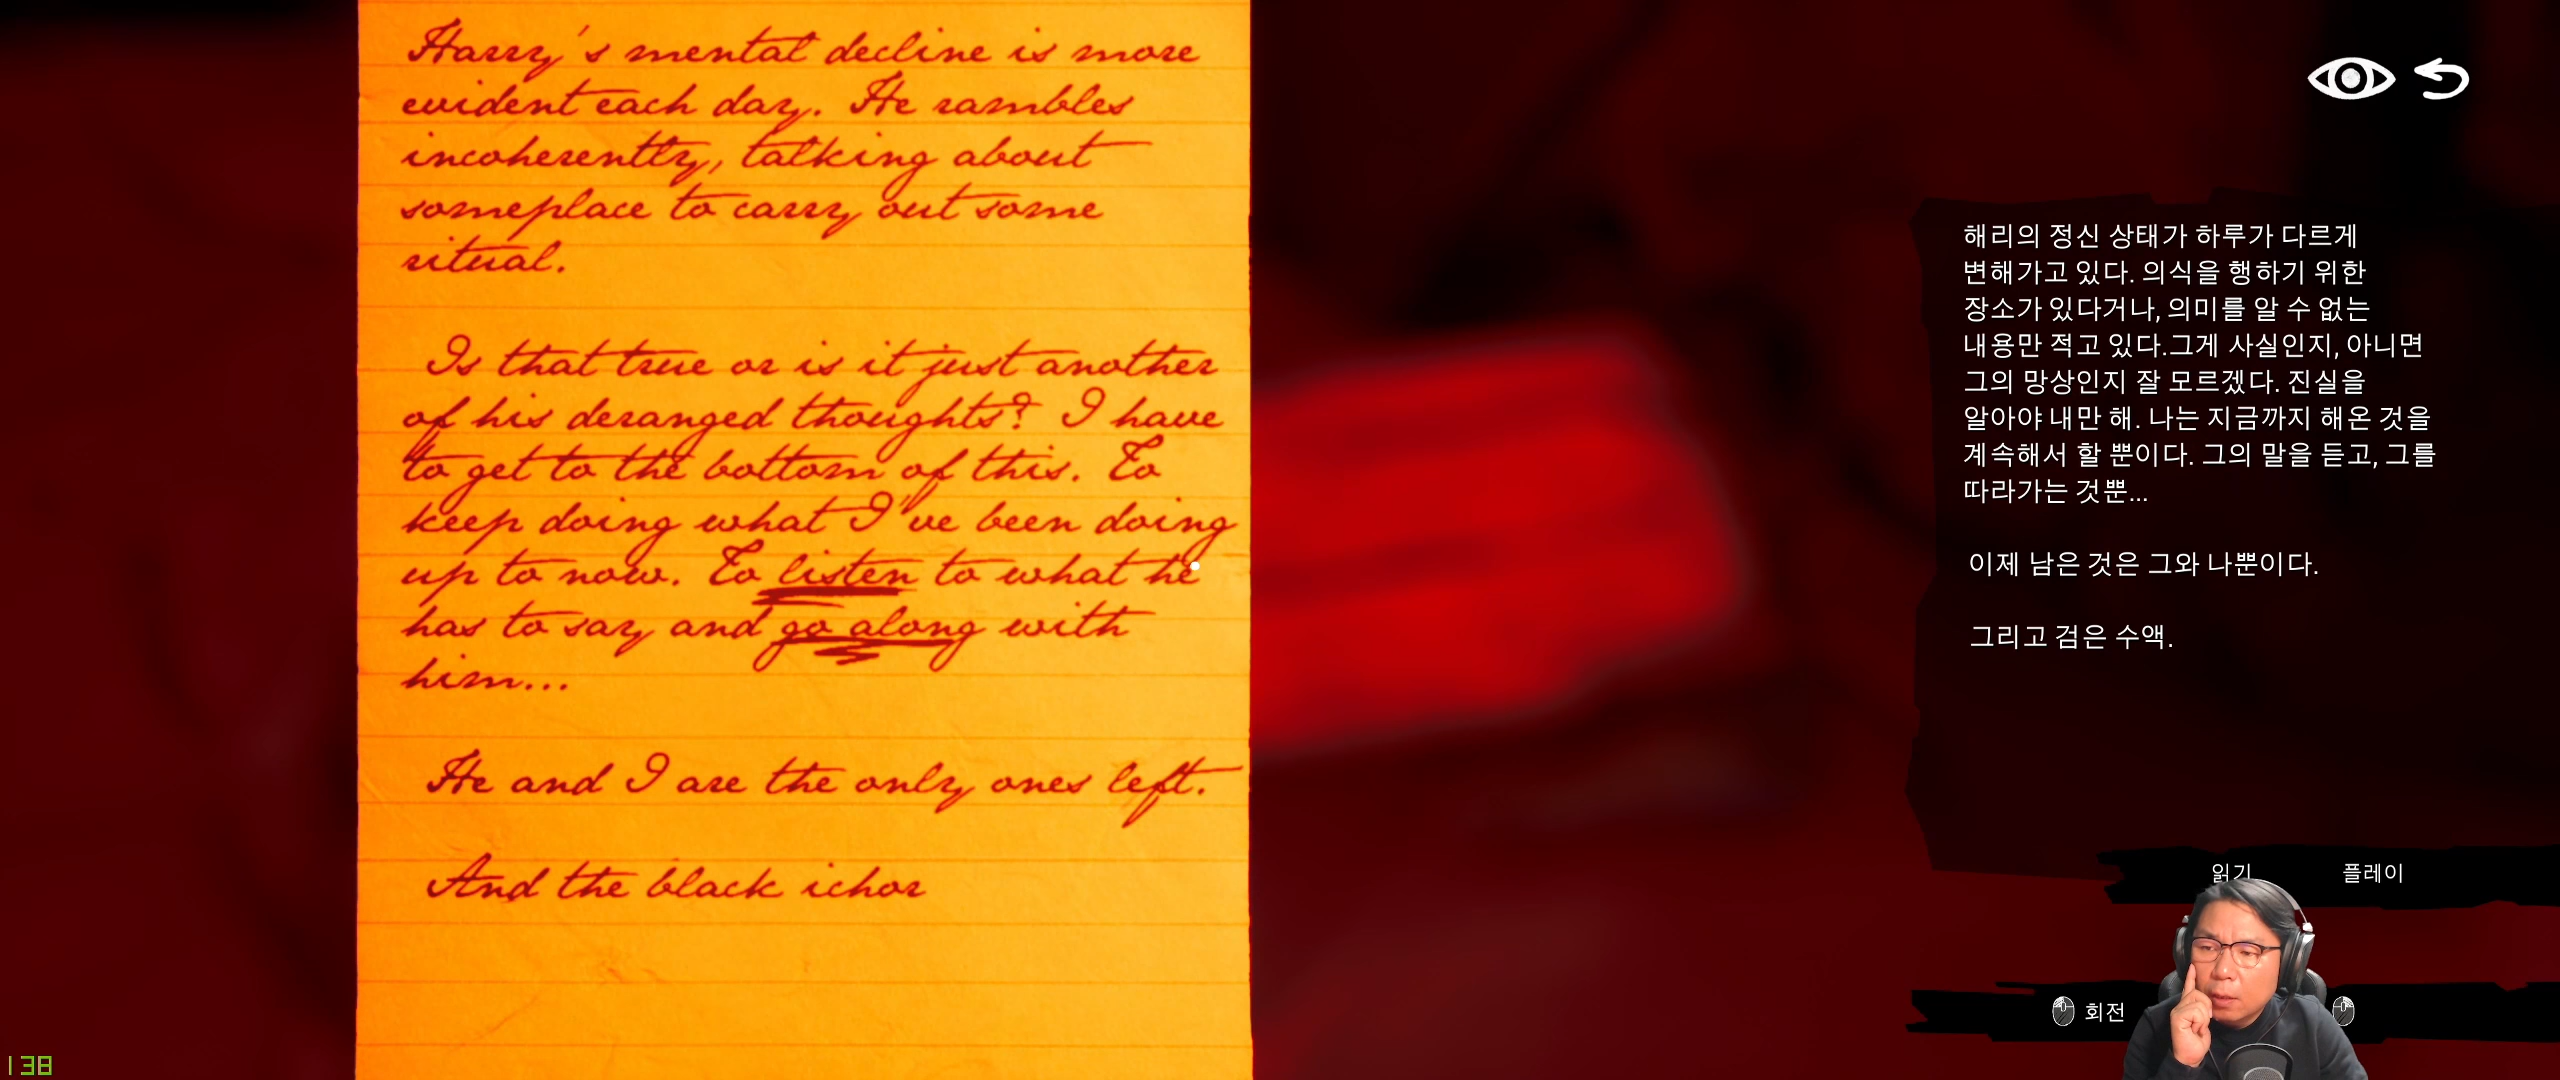 Harry's mental decline is more
evident each day. He rambles
incoherently, talking about
someplace to carry out some
ritual.
Is that true or is it just another
of his deranged thoughts? I have
to get to the bottom of this. To
keep doing what I've been doing
up to now. To listen to what he
has to say and go along with
him...
He and I are the only ones left.
And the black ichor
해리의 정신 상태가 하루가 다르게
변해가고 있다. 의식을 행하기 위한
장소가 있다거나, 의미를 알 수 없는
내용만 적고 있다.그게 사실인지, 아니면
그의 망상인지 잘 모르겠다. 진실을
알아야 내만 해. 나는 지금까지 해온 것을
계속해서 할 뿐이다. 그의 말을 듣고, 그를
따라가는 것뿐...
이제 남은 것은 그와 나뿐이다.
그리고 검은 수액.
읽기 플레이
회전
138